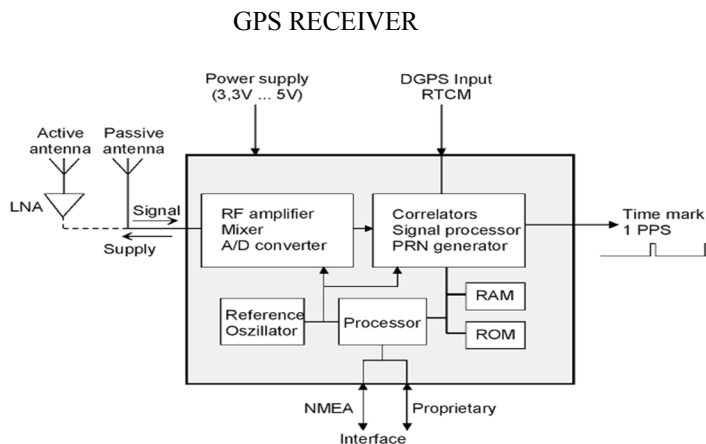 GPS RECEIVER
Power supply
(3,3V ... 5V)
DGPS Input
RTCM
Active
antenna
Passive
antenna
LNA
Signal
Supply
RF amplifier
Mixer
A/D converter
Correlators
Signal processor
PRN generator
Time mark
1 PPS
Reference
Oszillator
Processor
RAM
ROM
NMEA
Proprietary
Interface